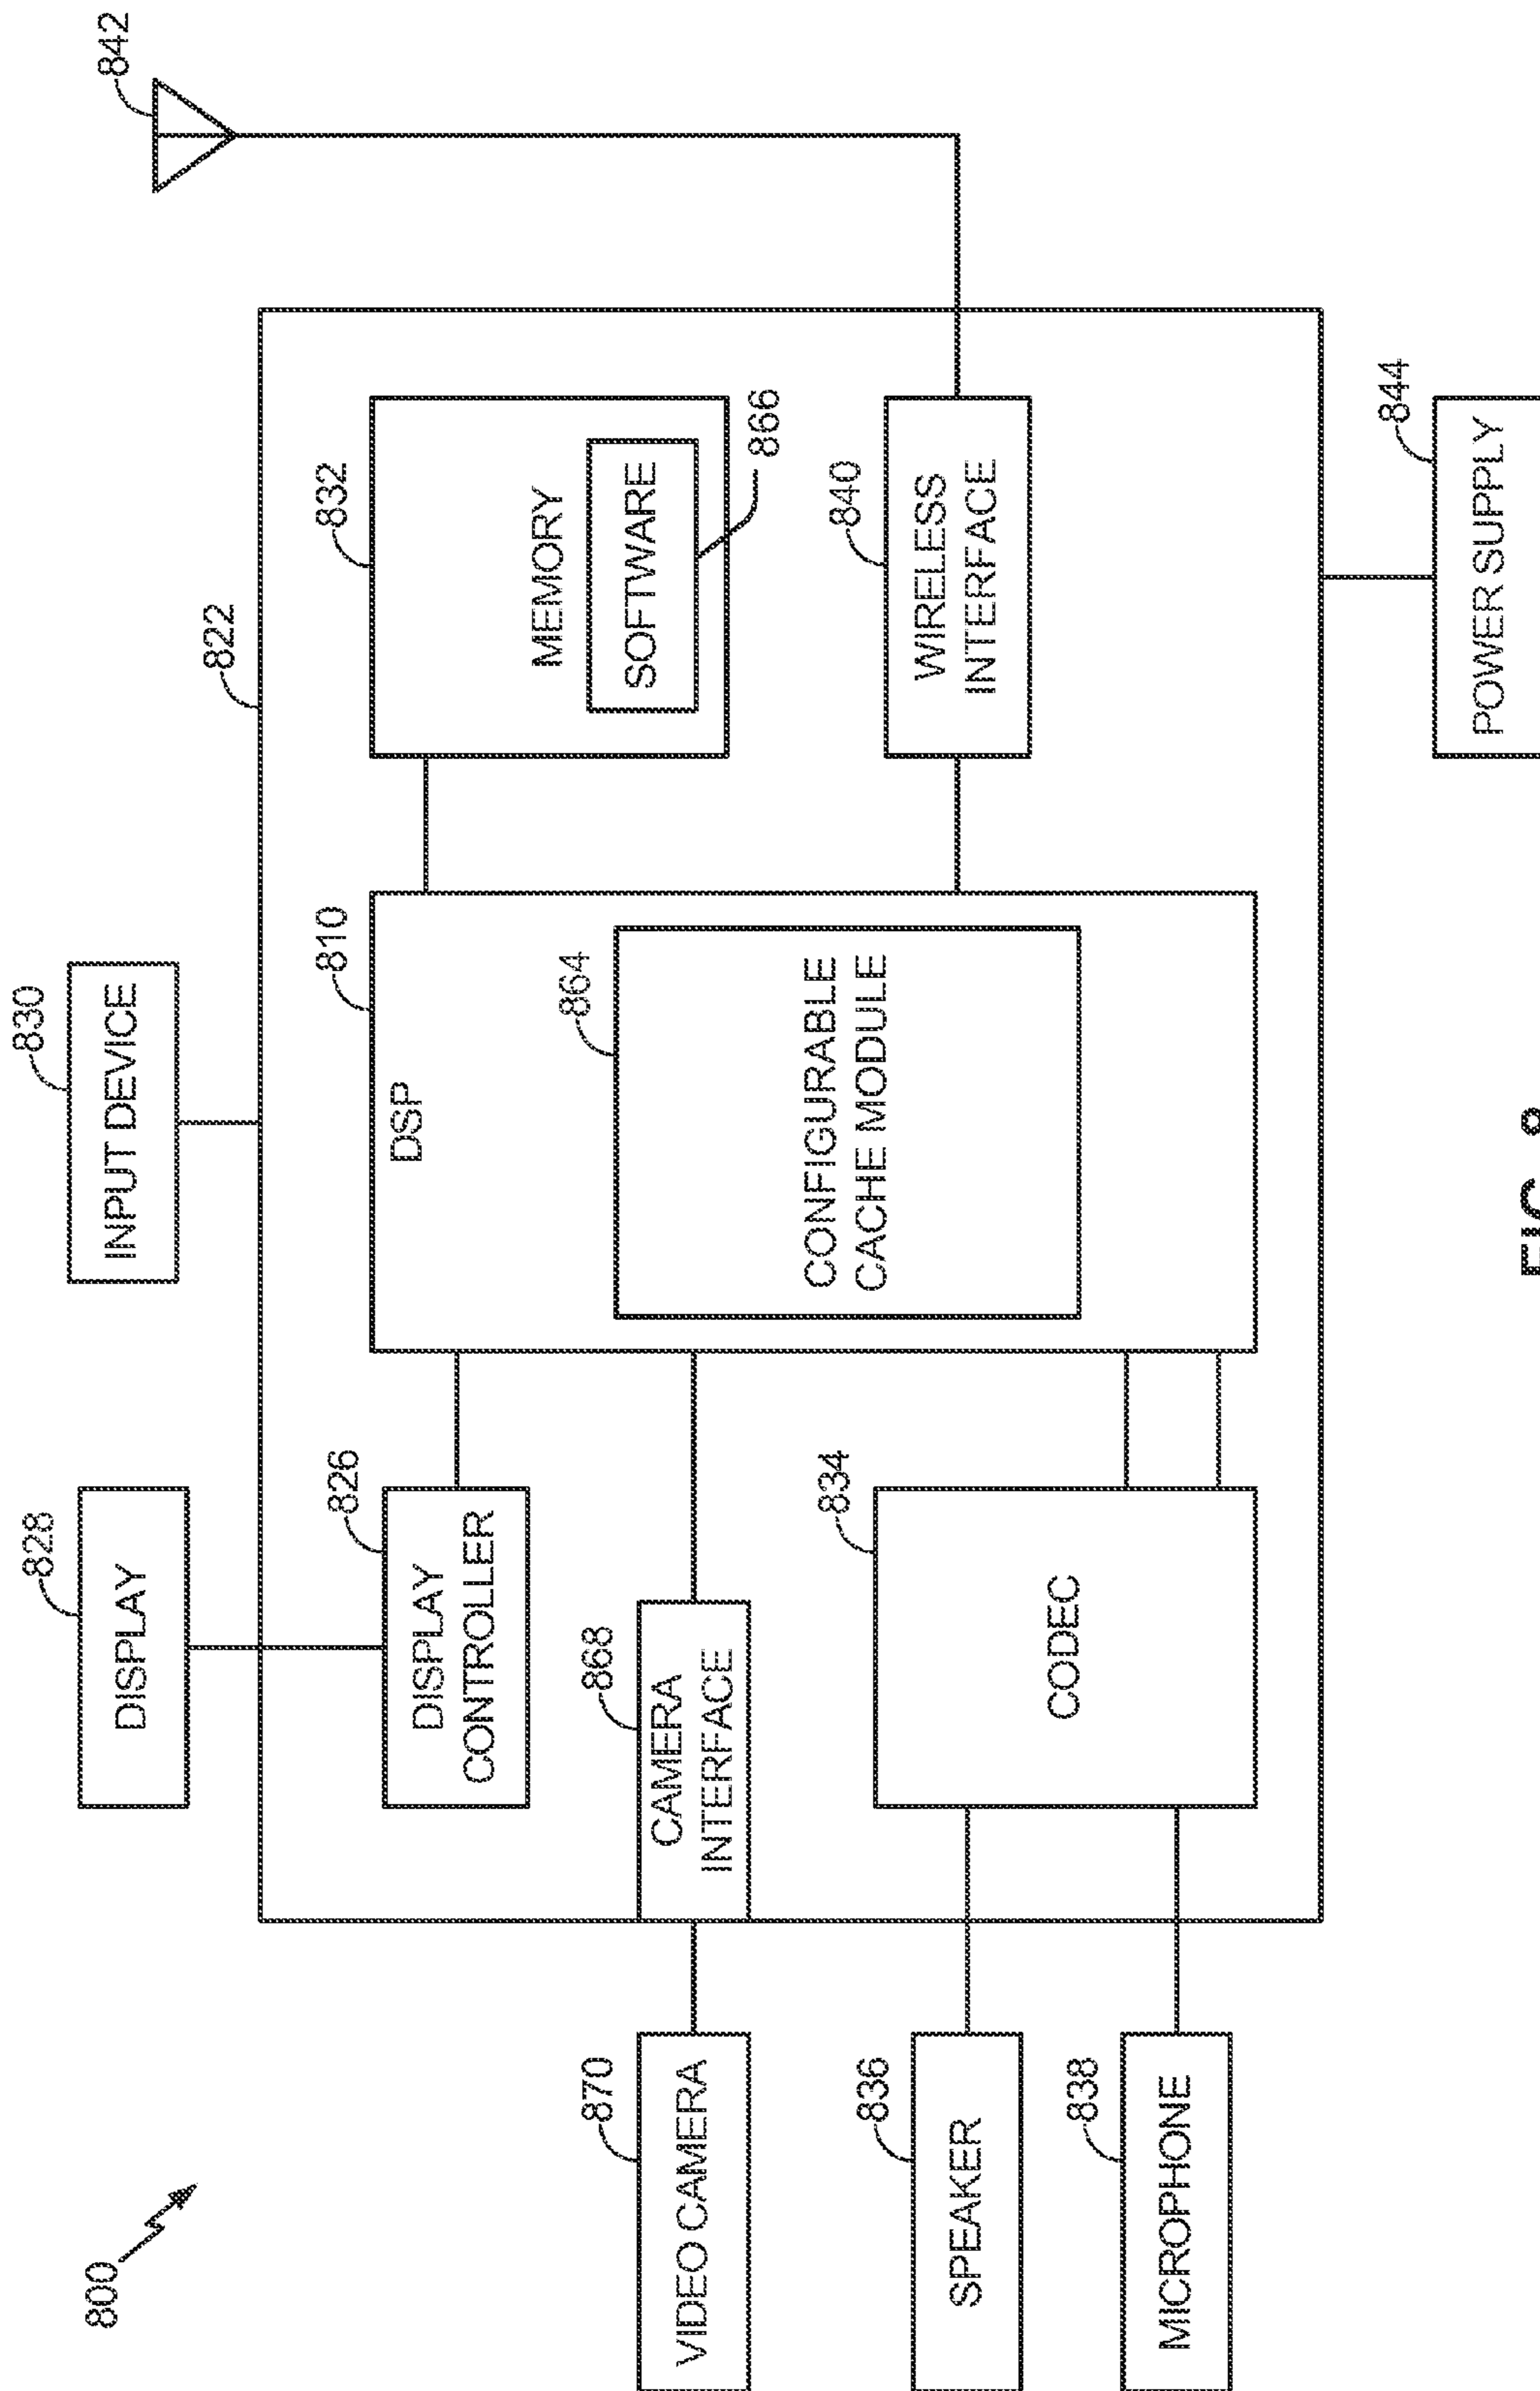 800
828
DISPLAY
830
INPUT DEVICE
842
822
826
DISPLAY
CONTROLLER
810
DSP
832
MEMORY
SOFTWARE
866
864
CONFIGURABLE
CACHE MODULE
870
VIDEO CAMERA
868
CAMERA
INTERFACE
836
SPEAKER
834
CODEC
840
WIRELESS
INTERFACE
838
MICROPHONE
844
POWER SUPPLY
FIG. 8